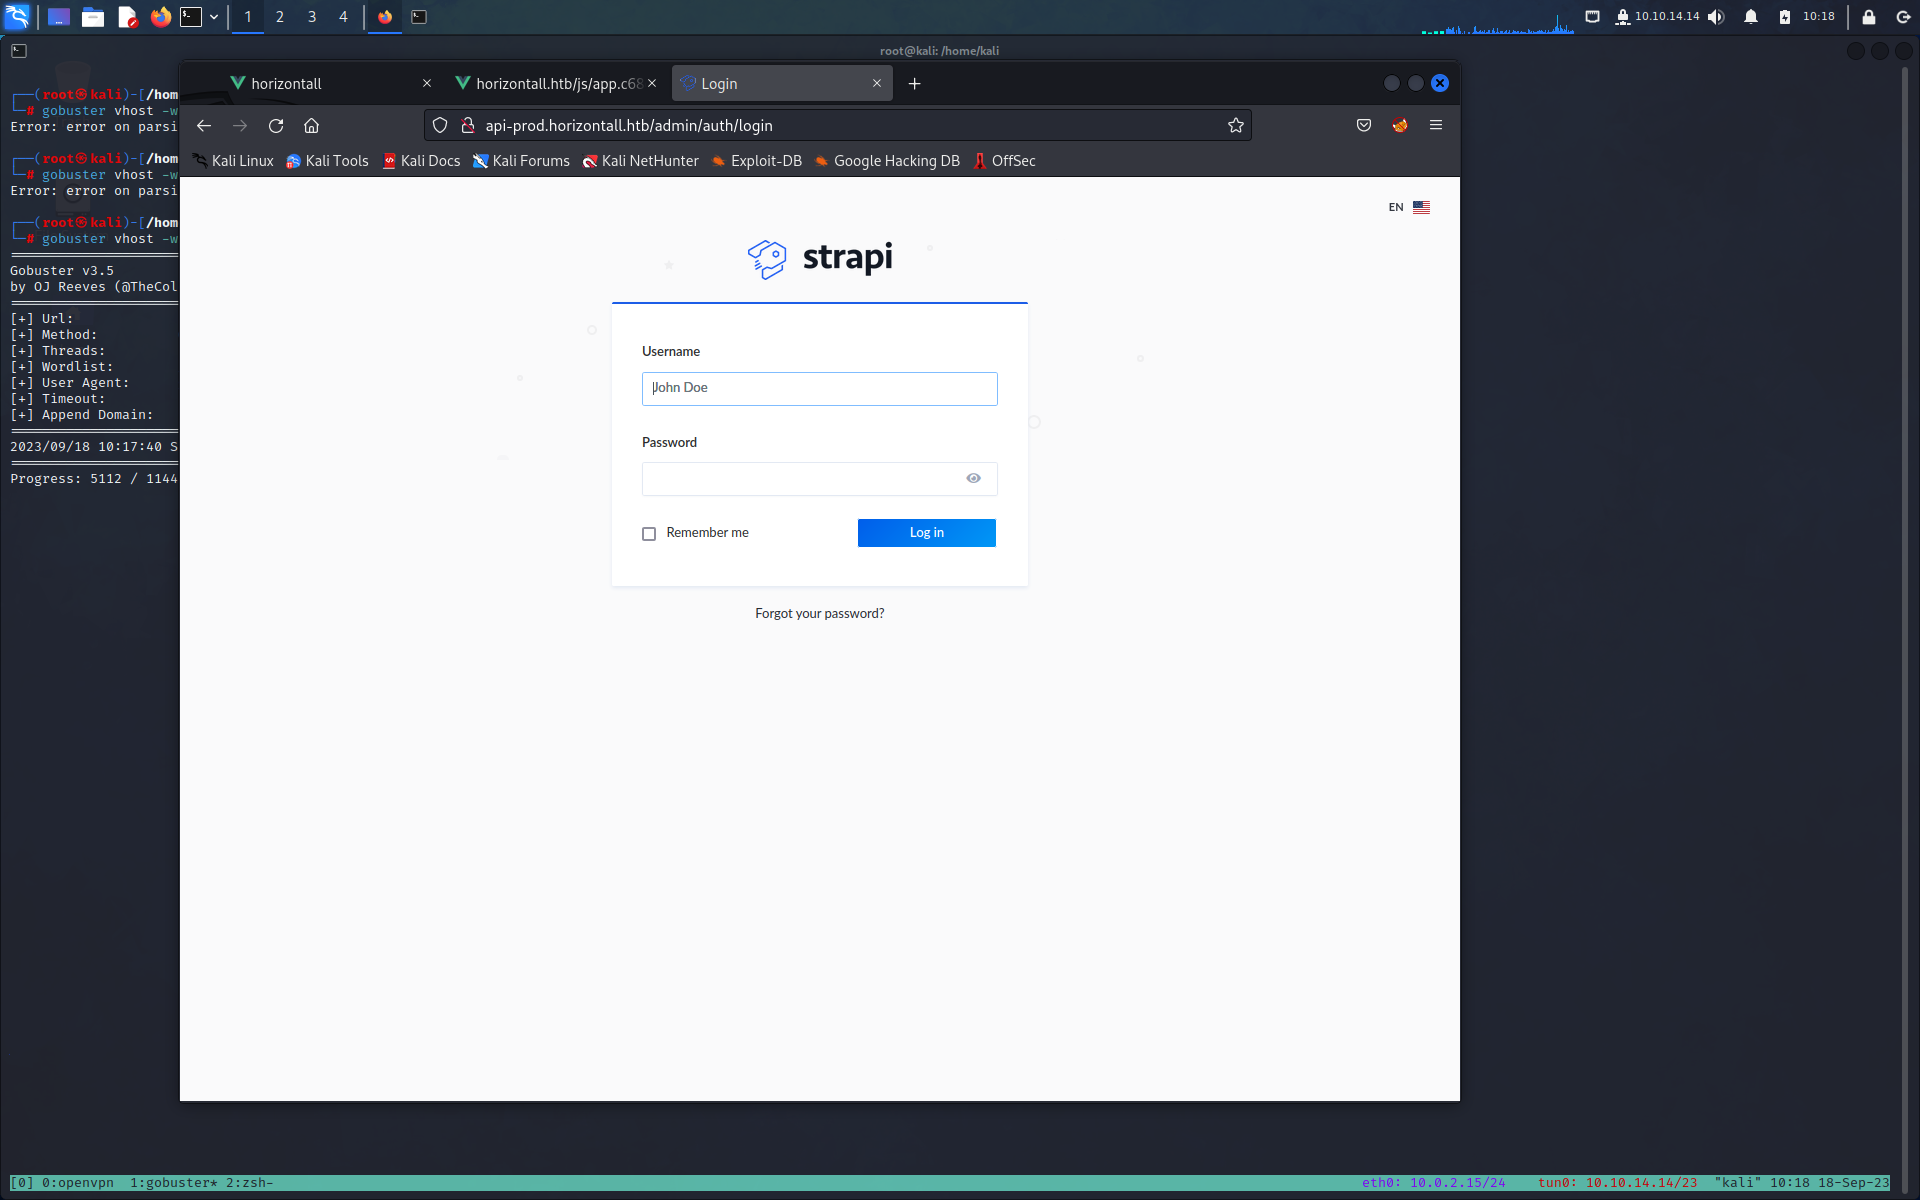 1 2 3 4 10.10.14.14 10:18
root@kali: /home/kali
horizontall
horizontall.htb/js/app.c68
Login
api-prod.horizontall.htb/admin/auth/login
Kali Linux Kali Tools Kali Docs Kali Forums Kali NetHunter Exploit-DB Google Hacking DB OffSec
(root㉿kali)-[/hom
# gobuster vhost -w
Error: error on parsi
(root㉿kali)-[/hom
# gobuster vhost -w
Error: error on parsi
(root㉿kali)-[/hom
# gobuster vhost -w
Gobuster v3.5
by OJ Reeves (@TheCol
[+] Url:
[+] Method:
[+] Threads:
[+] Wordlist:
[+] User Agent:
[+] Timeout:
[+] Append Domain:
2023/09/18 10:17:40 S
Progress: 5112 / 1144
EN
strapi
Username
John Doe
Password
Remember me
Log in
Forgot your password?
[0] 0:openvpn 1:gobuster* 2:zsh- eth0: 10.0.2.15/24 tun0: 10.10.14.14/23 "kali" 10:18 18-Sep-23